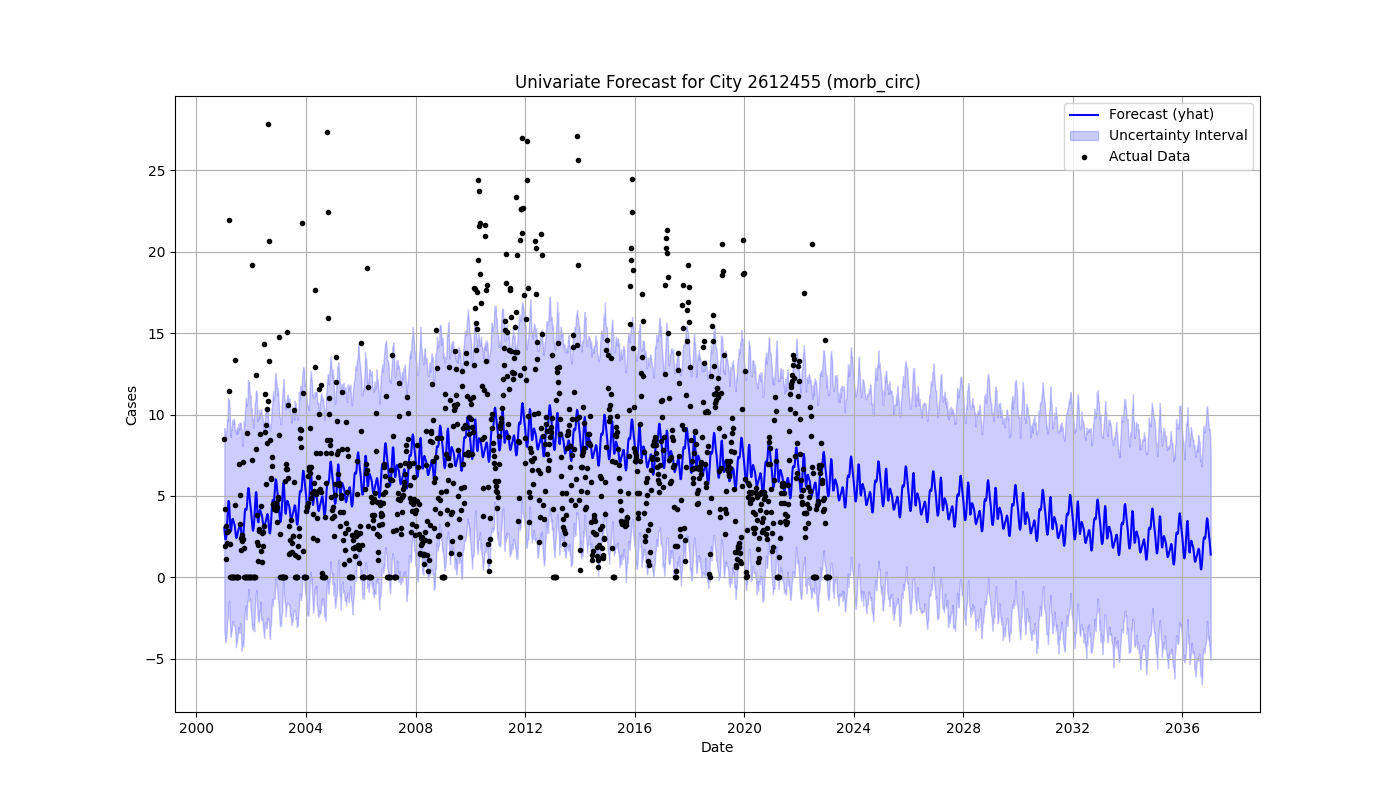 Univariate Forecast for City 2612455 (morb_circ)
Forecast (yhat)
Uncertainty Interval
Actual Data
Cases
25
20
15
10
5
0
−5
2000 2004 2008 2012 2016 2020 2024 2028 2032 2036
Date